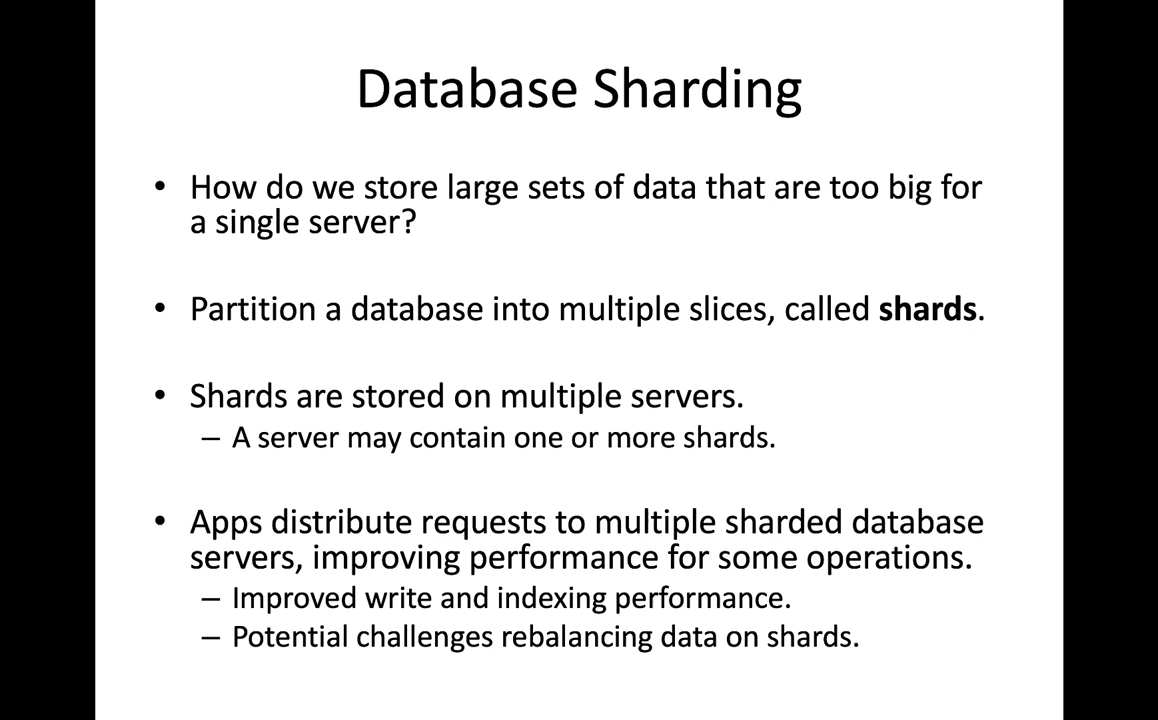 Database Sharding
• How do we store large sets of data that are too big for
a single server?
• Partition a database into multiple slices, called shards.
• Shards are stored on multiple servers.
– A server may contain one or more shards.
• Apps distribute requests to multiple sharded database
servers, improving performance for some operations.
– Improved write and indexing performance.
– Potential challenges rebalancing data on shards.